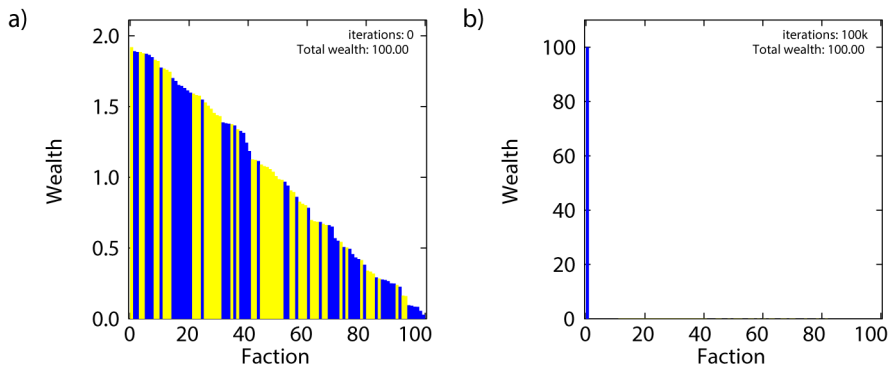 a)
iterations: 0
Total wealth: 100.00
2.0
1.5
1.0
0.5
0.0
Wealth
0 20 40 60 80 100
Faction
b)
iterations: 100k
Total wealth: 100.00
100
80
60
40
20
0
Wealth
0 20 40 60 80 100
Faction